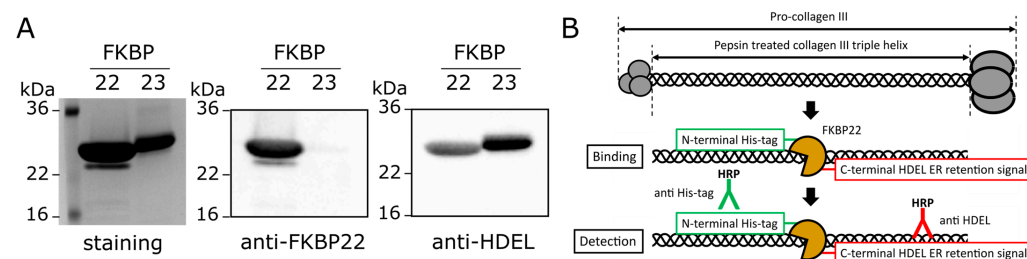 A
FKBP
22 23
kDa
36
22
16
staining
FKBP
22 23
kDa
36
22
16
anti-FKBP22
FKBP
22 23
kDa
36
22
16
anti-HDEL
B
Pro-collagen III
Pepsin treated collagen III triple helix
FKBP22
N-terminal His-tag
Binding
C-terminal HDEL ER retention signal
HRP
anti His-tag
HRP
anti HDEL
N-terminal His-tag
Detection
C-terminal HDEL ER retention signal